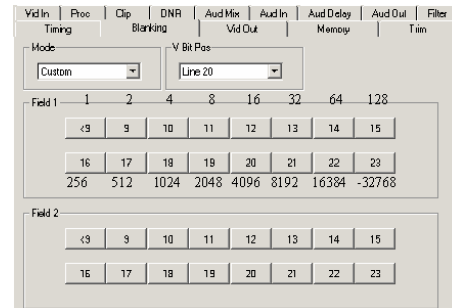 Vid In Proc Clip DNR Aud Mix Aud In Aud Delay Aud Out Filter
Timing Blanking Vid Out Memory Trim
Mode V Bit Pos
Custom Line 20
Field 1 1 2 4 8 16 32 64 128
<9 9 10 11 12 13 14 15
16 17 18 19 20 21 22 23
256 512 1024 2048 4096 8192 16384 -32768
Field 2
<9 9 10 11 12 13 14 15
16 17 18 19 20 21 22 23